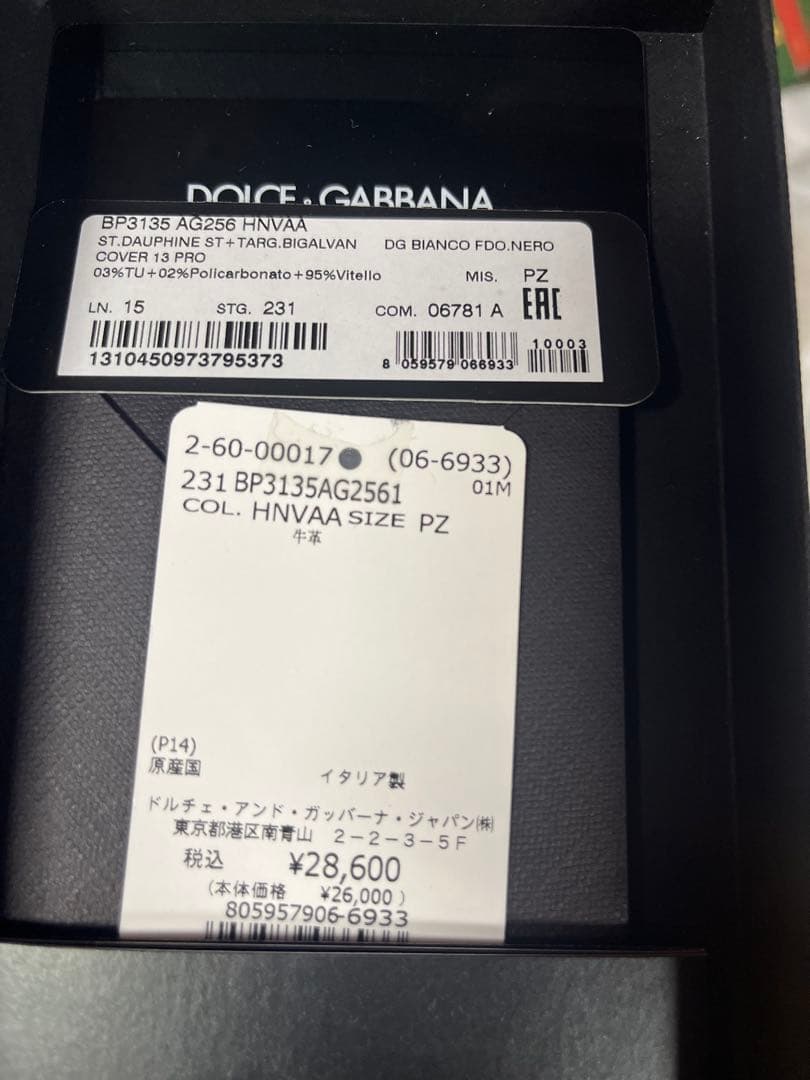 DOLCE & GABBANA
BP3135 AG256 HNVAA
ST.DAUPHINE ST+TARG.BIGALVAN DG BIANCO FDO.NERO
COVER 13 PRO
03%TU+02%Policarbonato+95%Vitello MIS. PZ
LN. 15 STG. 231 COM. 06781 A EAC
10003
1310450973795373 8 059579 066933
2-60-00017● (06-6933)
231 BP3135AG2561 01M
COL. HNVAA SIZE PZ
牛革
(P14)
原産国 イタリア製
ドルチェ・アンド・ガッバーナ・ジャパン㈱
東京都港区南青山 2-2-3-5F
税込 ¥28,600
(本体価格 ¥26,000)
805957906-6933